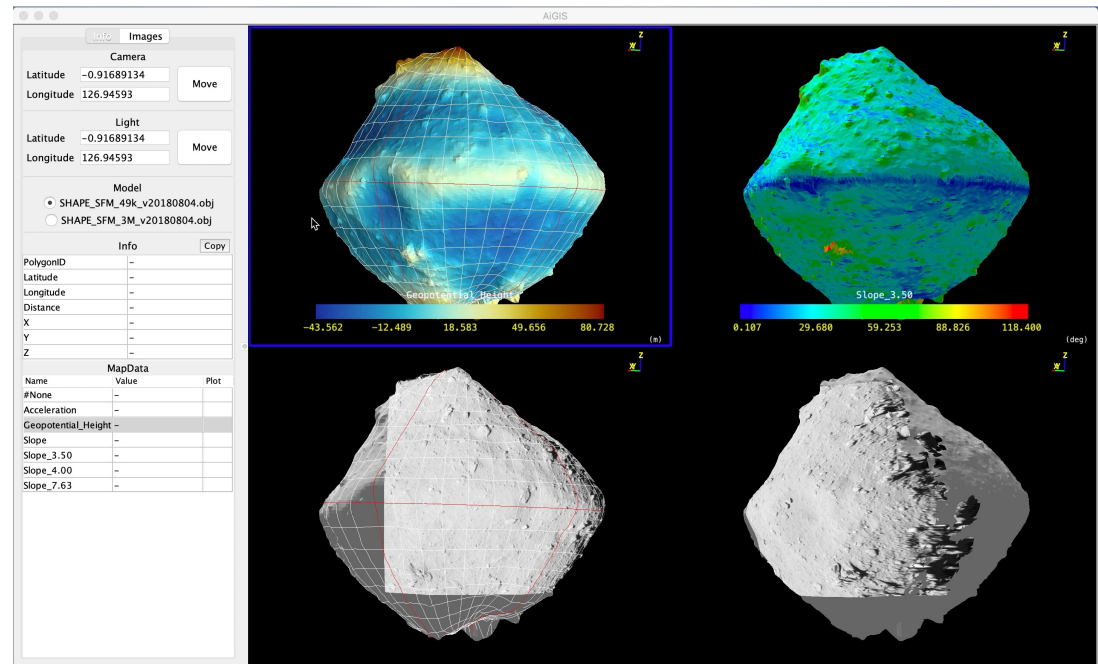 AiGIS
Info Images
Camera
Latitude -0.91689134
Longitude 126.94593
Move
Light
Latitude -0.91689134
Longitude 126.94593
Move
Model
SHAPE_SFM_49k_v20180804.obj
SHAPE_SFM_3M_v20180804.obj
Info Copy
PolygonID -
Latitude -
Longitude -
Distance -
X -
Y -
Z -
MapData
Name Value Plot
#None -
Acceleration -
Geopotential_Height -
Slope -
Slope_3.50 -
Slope_4.00 -
Slope_7.63 -
Z
Geopotential_Height
-43.562 -12.489 18.583 49.656 80.728
(m)
Z
Slope_3.50
0.107 29.680 59.253 88.826 118.400
(deg)
Z
Z